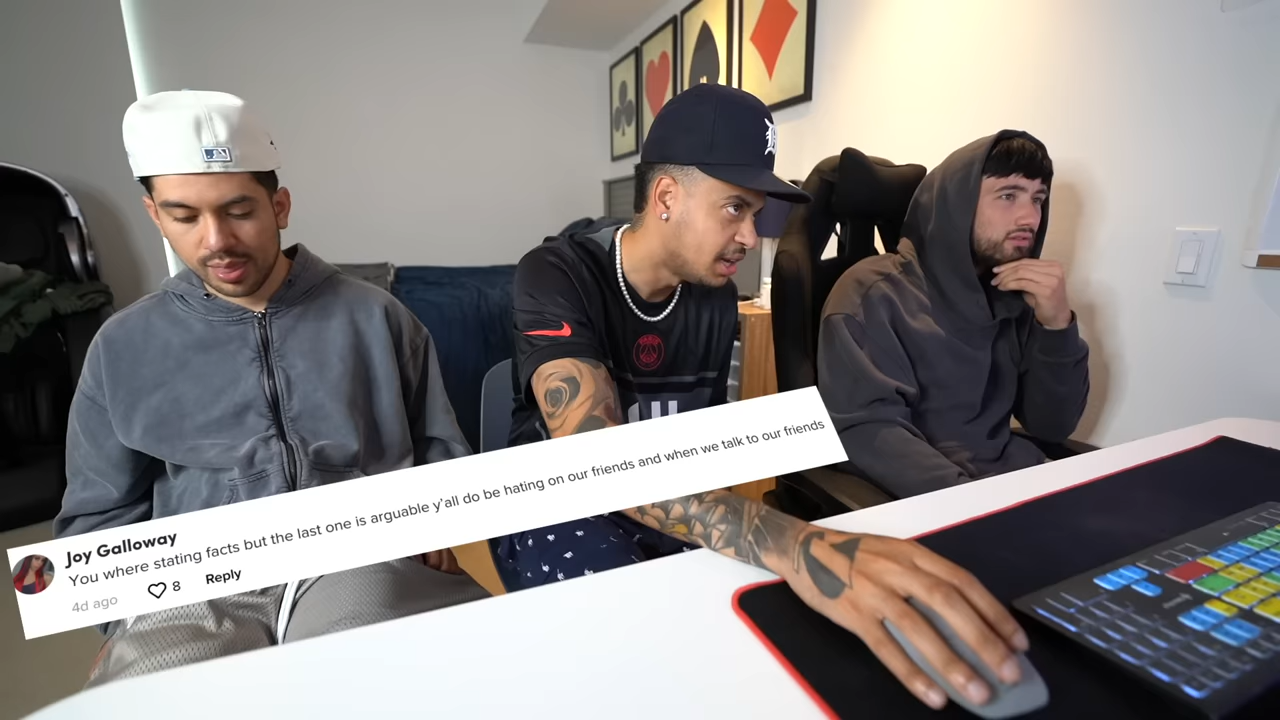 Joy Galloway
You where stating facts but the last one is arguable y'all do be hating on our friends and when we talk to our friends
4d ago 8 Reply
PARIS